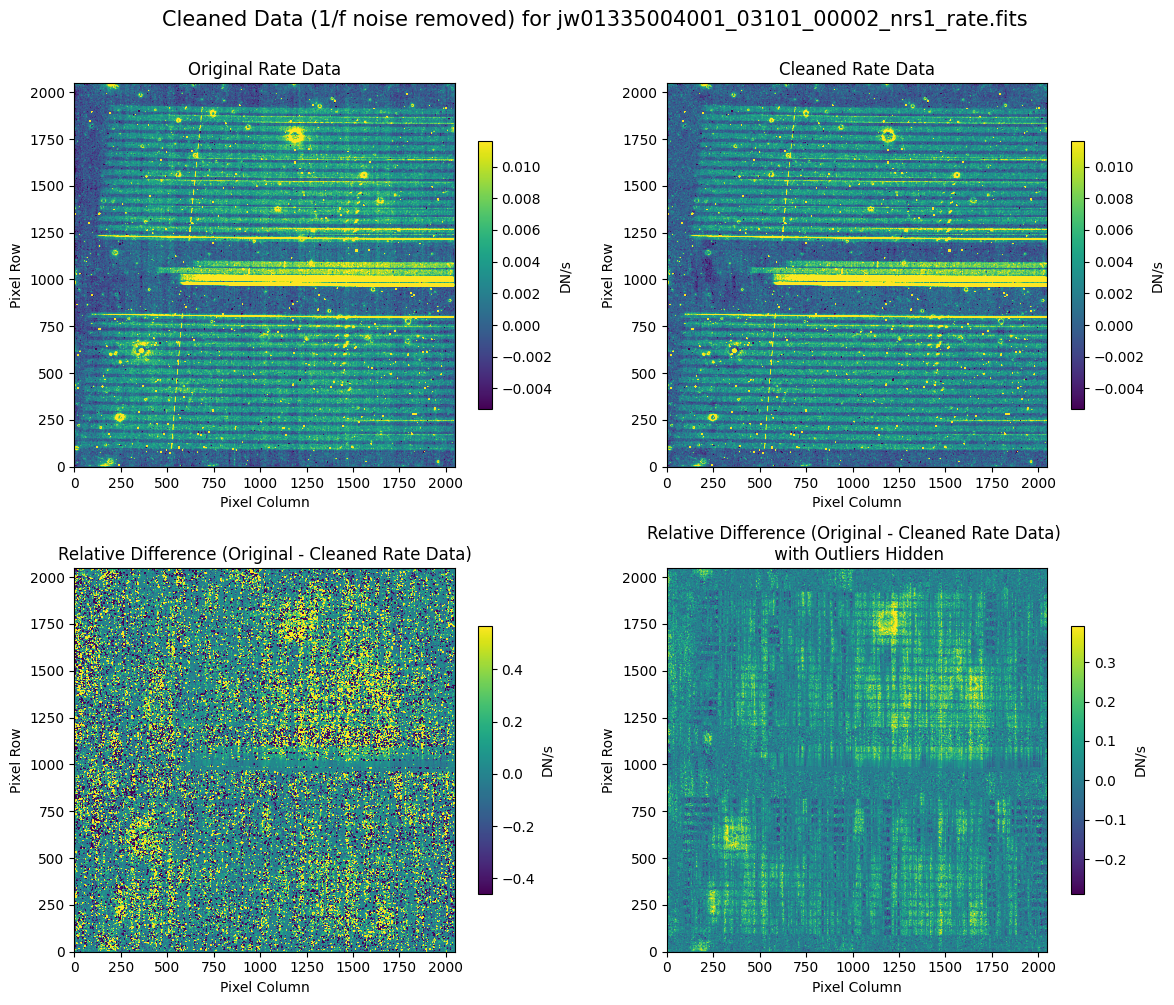 Cleaned Data (1/f noise removed) for jw01335004001_03101_00002_nrs1_rate.fits
Original Rate Data
2000
1750
1500
1250
1000
750
500
250
0
Pixel Row
0 250 500 750 1000 1250 1500 1750 2000
Pixel Column
0.010
0.008
0.006
0.004
0.002
0.000
−0.002
−0.004
DN/s
Cleaned Rate Data
2000
1750
1500
1250
1000
750
500
250
0
Pixel Row
0 250 500 750 1000 1250 1500 1750 2000
Pixel Column
0.010
0.008
0.006
0.004
0.002
0.000
−0.002
−0.004
DN/s
Relative Difference (Original - Cleaned Rate Data)
2000
1750
1500
1250
1000
750
500
250
0
Pixel Row
0 250 500 750 1000 1250 1500 1750 2000
Pixel Column
0.4
0.2
0.0
−0.2
−0.4
DN/s
Relative Difference (Original - Cleaned Rate Data)
with Outliers Hidden
2000
1750
1500
1250
1000
750
500
250
0
Pixel Row
0 250 500 750 1000 1250 1500 1750 2000
Pixel Column
0.3
0.2
0.1
0.0
−0.1
−0.2
DN/s